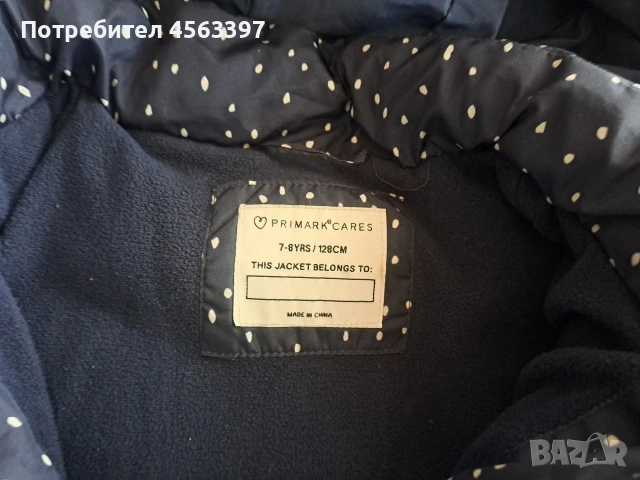 Потребител 4563397
PRIMARK® CARES
7-8YRS / 128CM
THIS JACKET BELONGS TO:
MADE IN CHINA
BAZAR